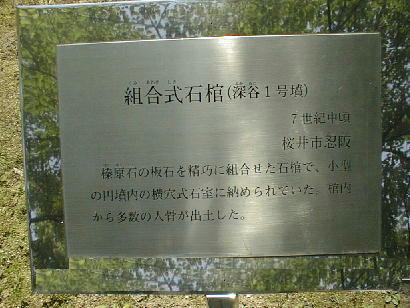 組合式石棺(深谷1号墳)
7世紀中頃
桜井市忍阪
榛原石の板石を精巧に組合せた石棺で、小型
の円墳内の横穴式石室に納められていた。棺内
から多数の人骨が出土した。